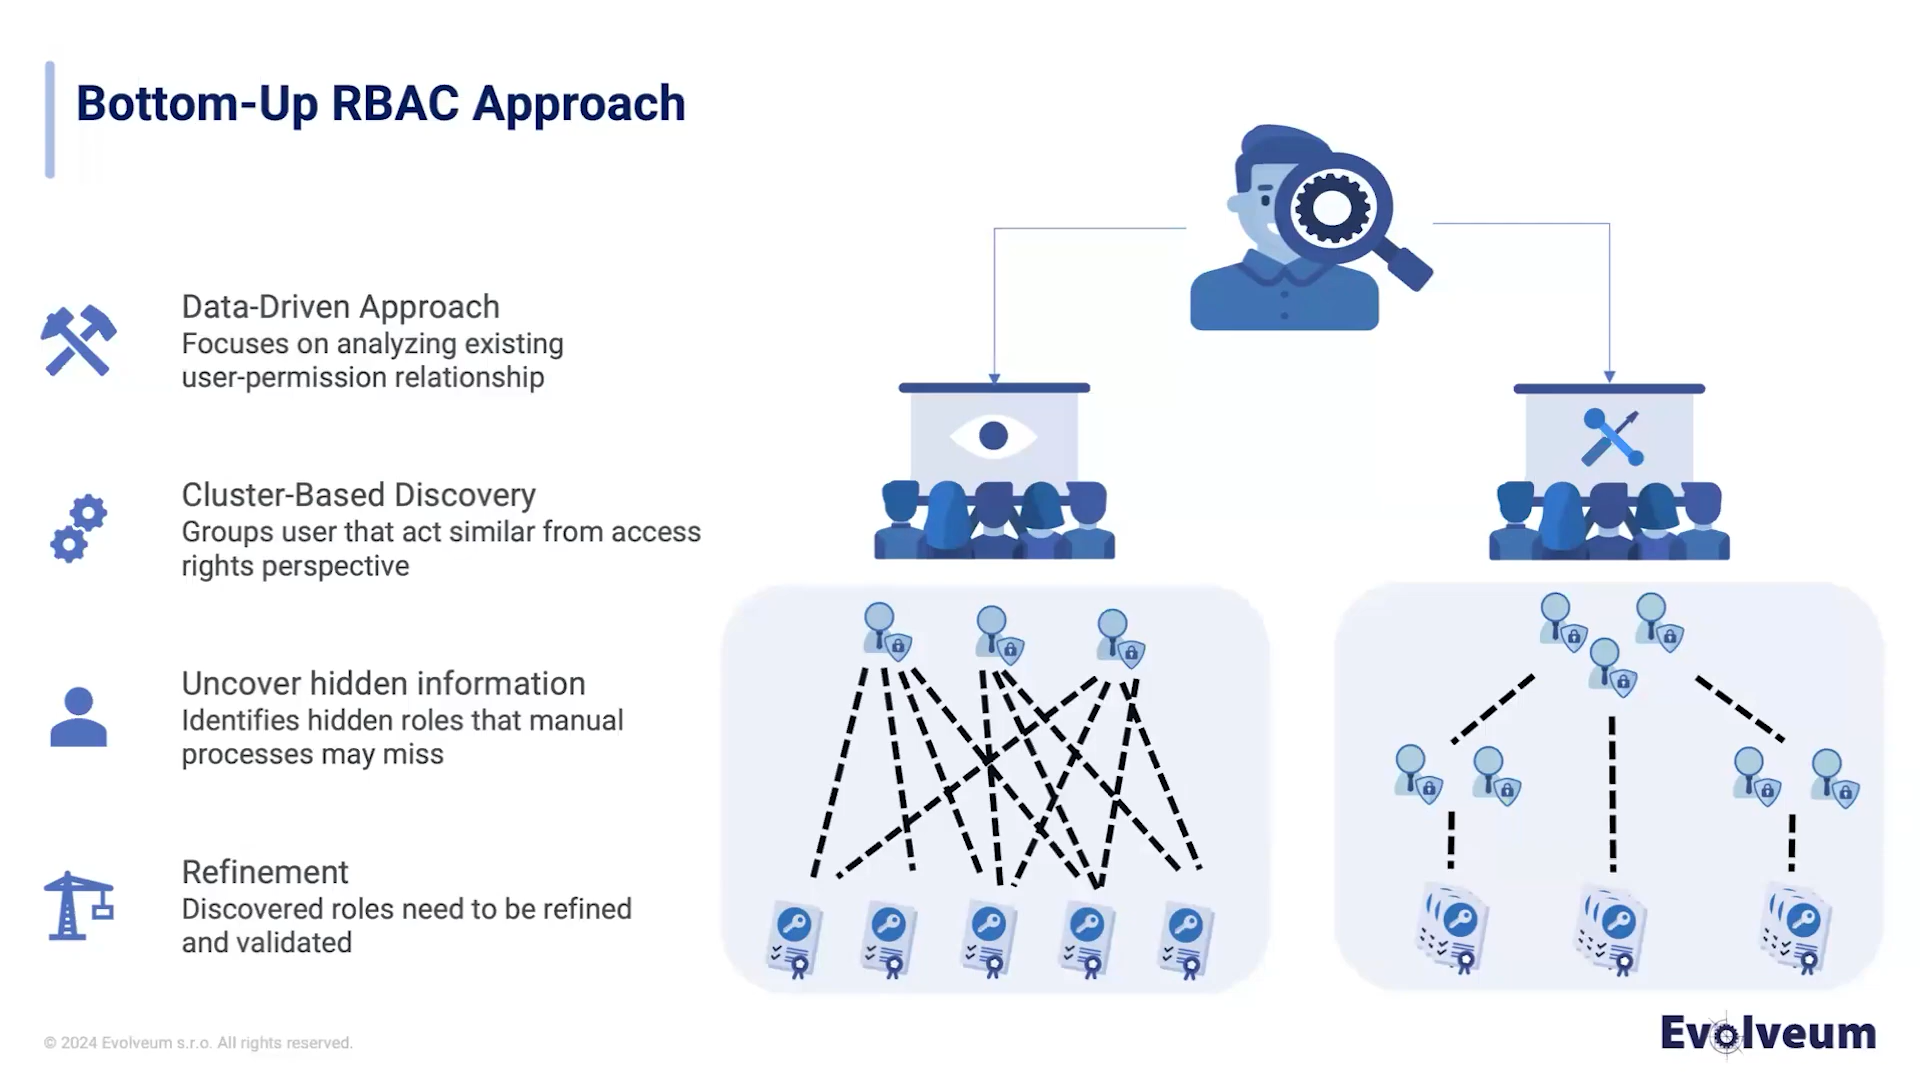 Bottom-Up RBAC Approach
Data-Driven Approach
Focuses on analyzing existing
user-permission relationship
Cluster-Based Discovery
Groups user that act similar from access
rights perspective
Uncover hidden information
Identifies hidden roles that manual
processes may miss
Refinement
Discovered roles need to be refined
and validated
© 2024 Evolveum s.r.o. All rights reserved.
Evolveum